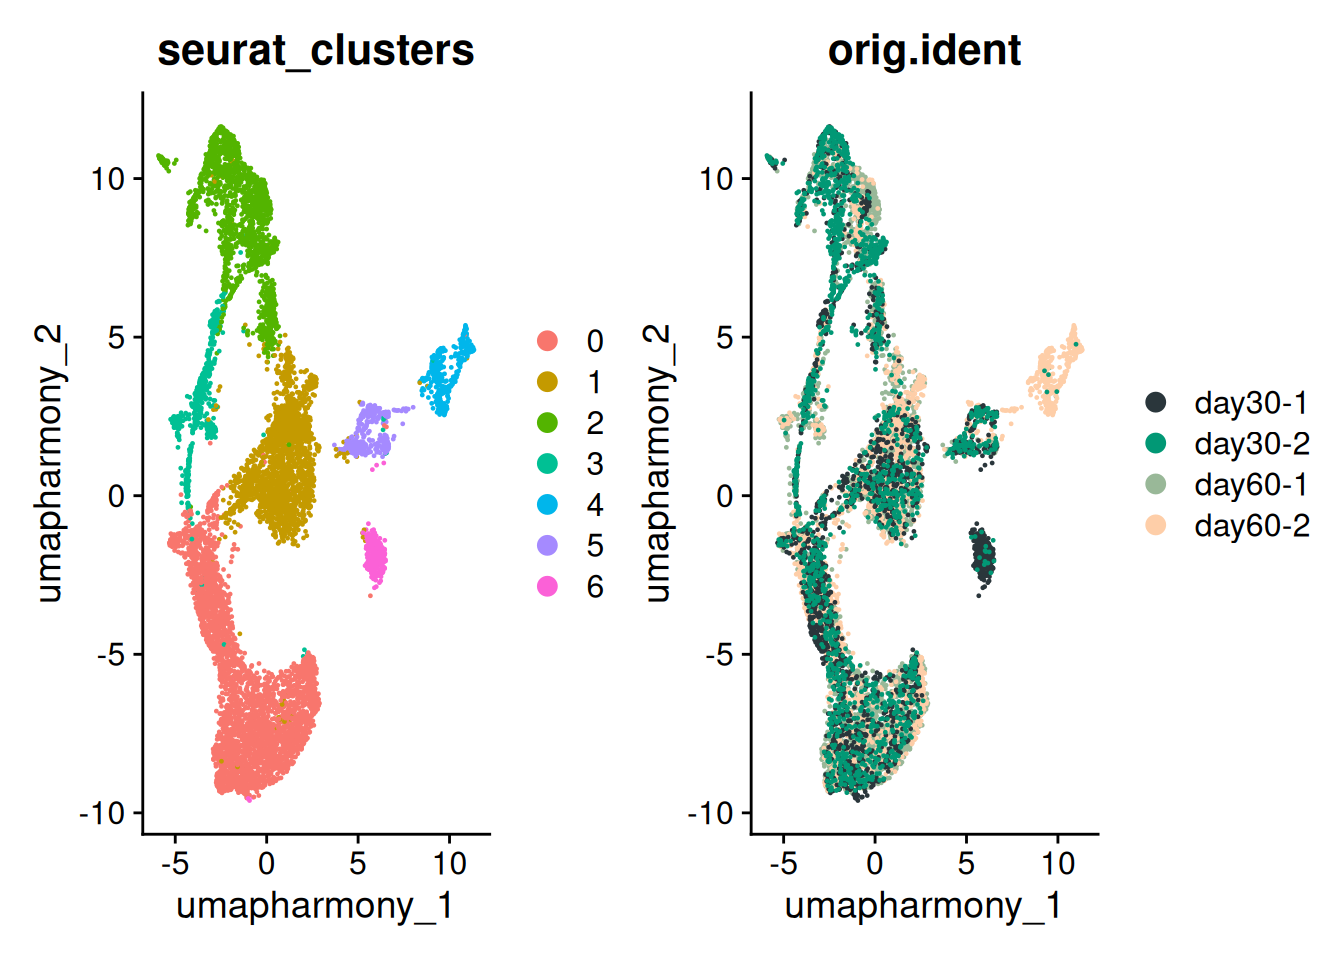 seurat_clusters
10
5
0
-5
-10
umapharmony_2
-5 0 5 10
umapharmony_1
0
1
2
3
4
5
6
orig.ident
10
5
0
-5
-10
umapharmony_2
-5 0 5 10
umapharmony_1
day30-1
day30-2
day60-1
day60-2